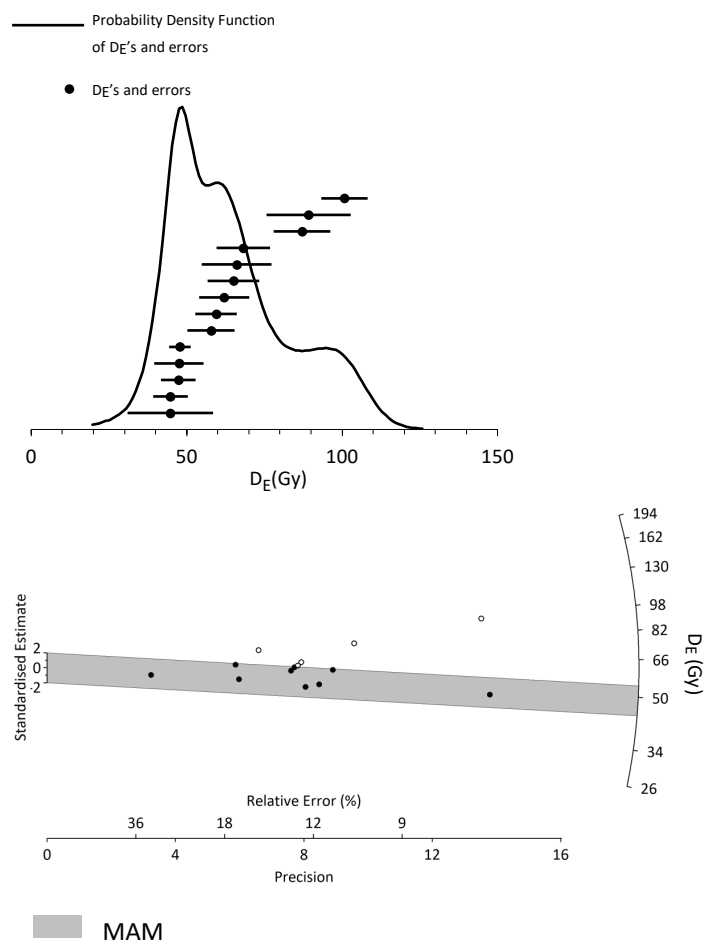 Probability Density Function
of DE's and errors
DE's and errors
0 50 100 150
DE(Gy)
194
162
130
98
82
66
50
34
26
DE (Gy)
Standardised Estimate
2
0
-2
Relative Error (%)
36 18 12 9
0 4 8 12 16
Precision
MAM